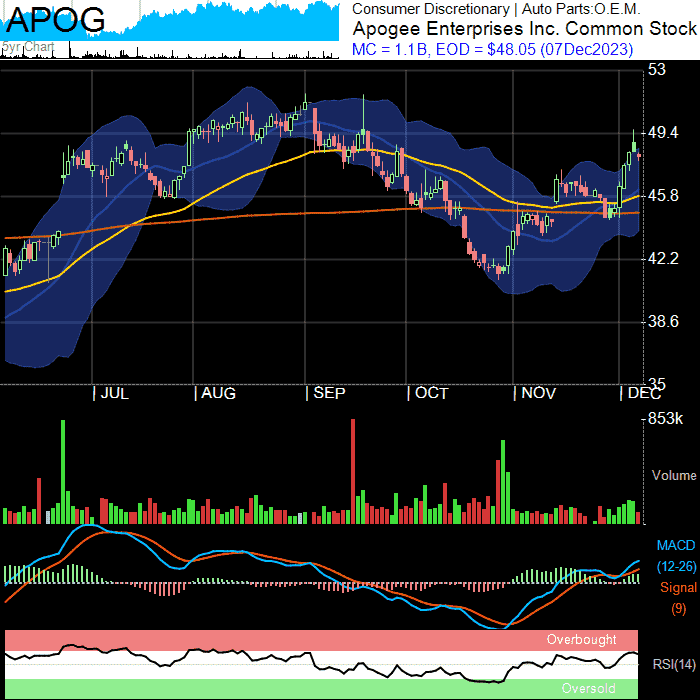 APOG
5yr Chart
Consumer Discretionary | Auto Parts:O.E.M.
Apogee Enterprises Inc. Common Stock
MC = 1.1B, EOD = $48.05 (07Dec2023)
53
49.4
45.8
42.2
38.6
35
| JUL | AUG | SEP | OCT | NOV | DEC
853k
Volume
MACD
(12-26)
Signal
(9)
Overbought
RSI(14)
Oversold